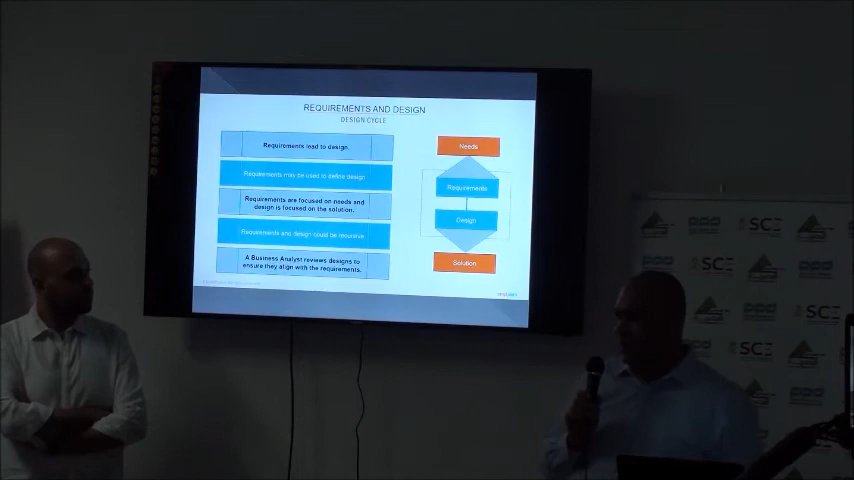 REQUIREMENTS AND DESIGN
DESIGN CYCLE
Requirements lead to design.
Requirements may be used to define design
Requirements are focused on needs and
design is focused on the solution.
Requirements and design could be recursive
A Business Analyst reviews designs to
ensure they align with the requirements.
Needs
Requirements
Design
Solution
SCE
SCE
SCE
SCE